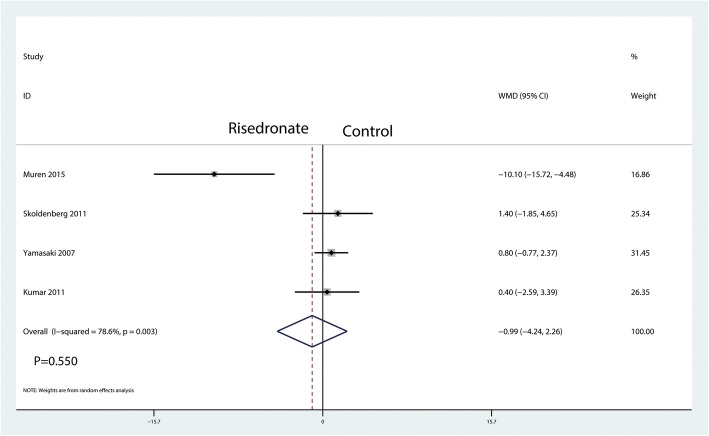 Study %
ID WMD (95% CI) Weight
Risedronate Control
Muren 2015 −10.10 (−15.72, −4.48) 16.86
Skoldenberg 2011 1.40 (−1.85, 4.65) 25.34
Yamasaki 2007 0.80 (−0.77, 2.37) 31.45
Kumar 2011 0.40 (−2.59, 3.39) 26.35
Overall (I−squared = 78.6%, p = 0.003) −0.99 (−4.24, 2.26) 100.00
P=0.550
NOTE: Weights are from random effects analysis
−15.7 0 15.7